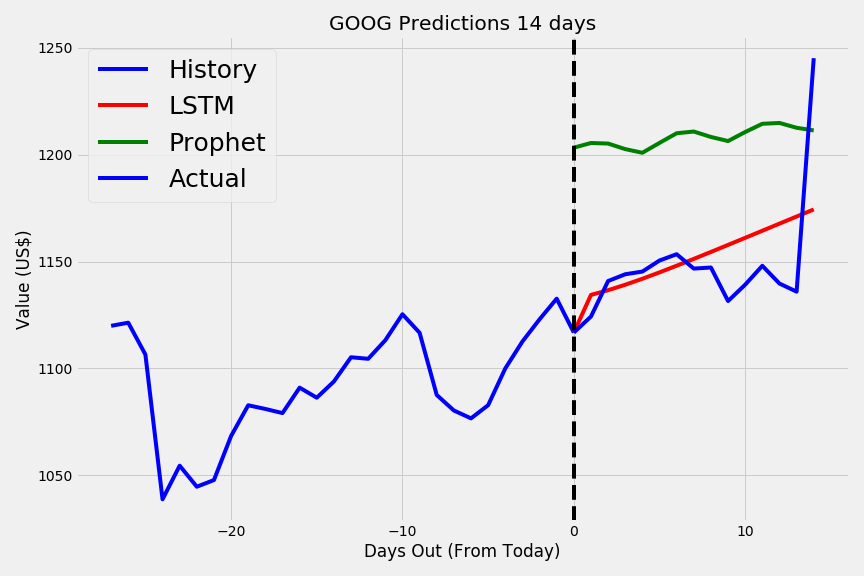 GOOG Predictions 14 days
1250
1200
1150
1100
1050
Value (US$)
History
LSTM
Prophet
Actual
−20
−10
0
10
Days Out (From Today)